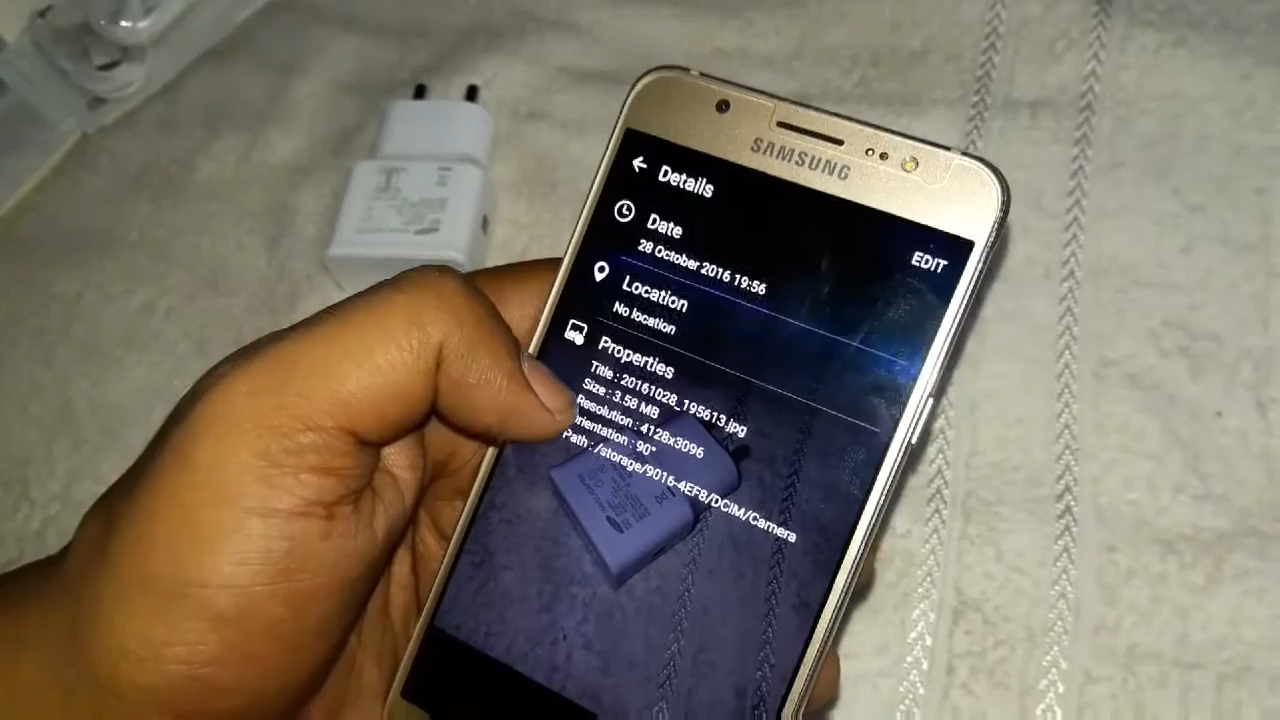 SAMSUNG
Details
Date
EDIT
28 October 2016 19:56
Location
No location
Properties
Title : 20161028_195613.jpg
Size : 3.58 MB
Resolution : 4128x3096
rientation : 90°
Path : /storage/9016-4EF8/DCIM/Camera